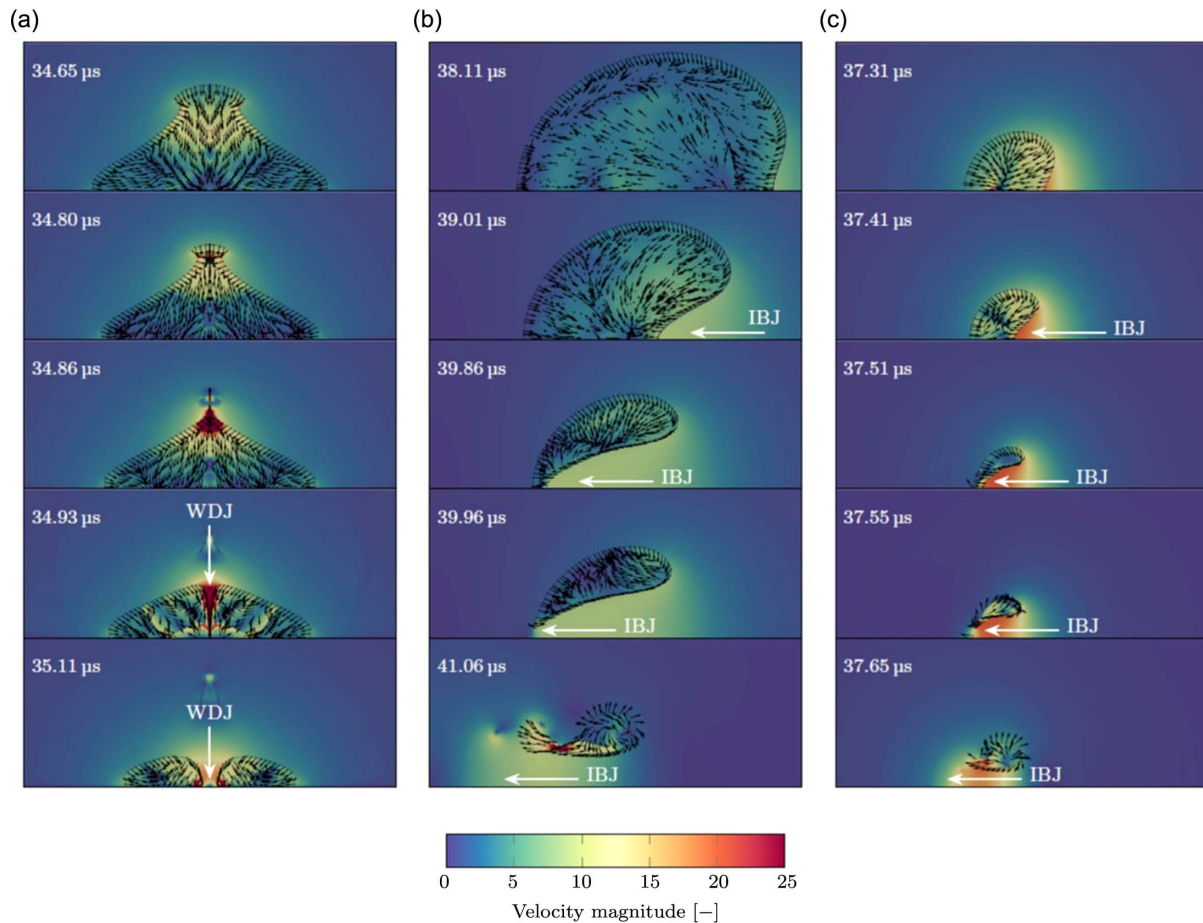 (a)
34.65 µs
34.80 µs
34.86 µs
34.93 µs
WDJ
35.11 µs
WDJ
(b)
38.11 µs
39.01 µs
IBJ
39.86 µs
IBJ
39.96 µs
IBJ
41.06 µs
IBJ
(c)
37.31 µs
37.41 µs
IBJ
37.51 µs
IBJ
37.55 µs
IBJ
37.65 µs
IBJ
0 5 10 15 20 25
Velocity magnitude [−]